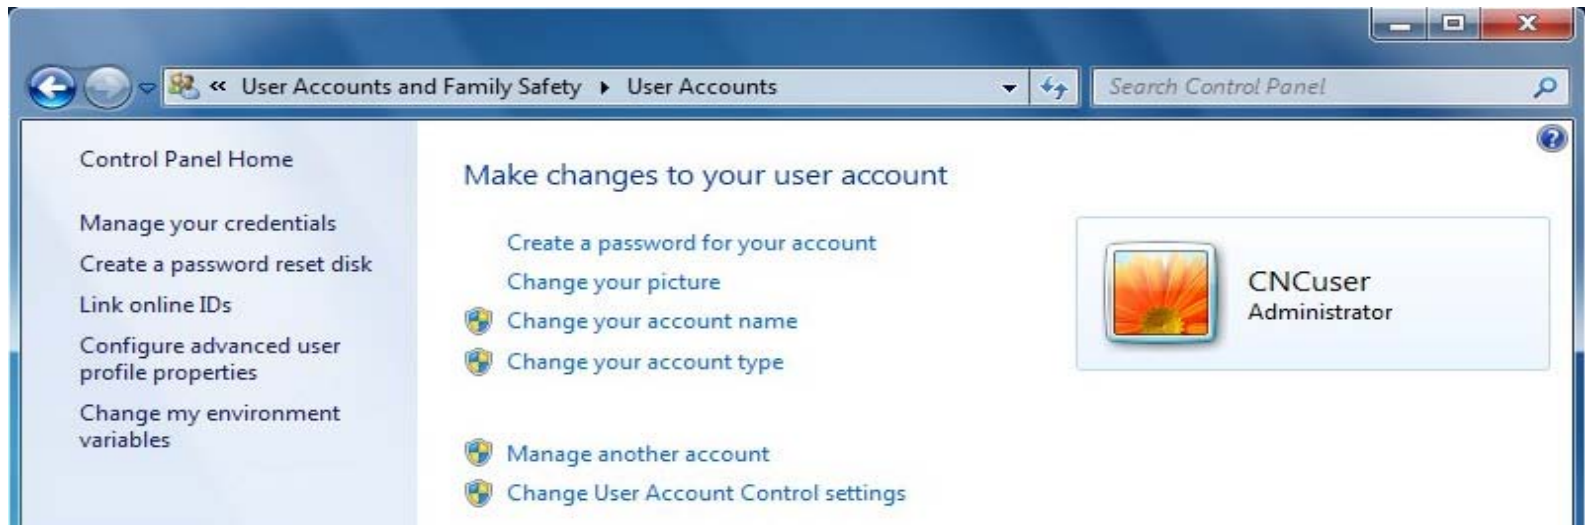 « User Accounts and Family Safety ▸ User Accounts
Search Control Panel
Control Panel Home
Manage your credentials
Create a password reset disk
Link online IDs
Configure advanced user
profile properties
Change my environment
variables
Make changes to your user account
Create a password for your account
Change your picture
Change your account name
Change your account type
Manage another account
Change User Account Control settings
CNCuser
Administrator